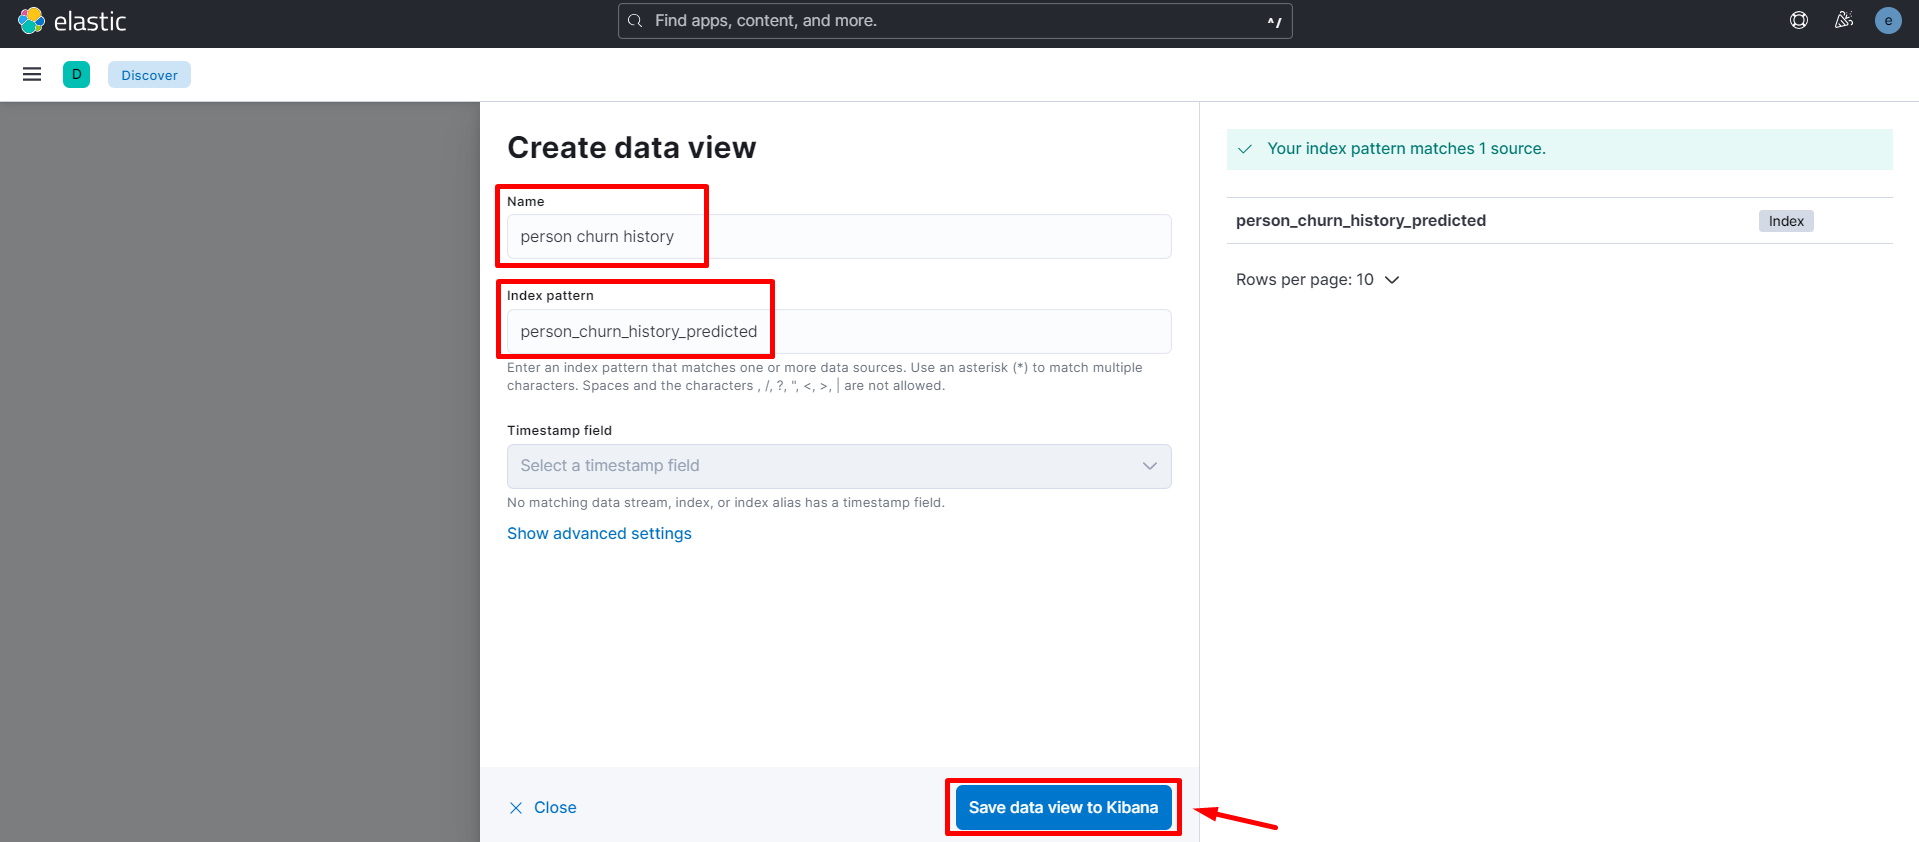 elastic
Find apps, content, and more.
^/
e
D
Discover
Create data view
Name
person churn history
Index pattern
person_churn_history_predicted
Enter an index pattern that matches one or more data sources. Use an asterisk (*) to match multiple
characters. Spaces and the characters , /, ?, ", <, >, | are not allowed.
Timestamp field
Select a timestamp field
No matching data stream, index, or index alias has a timestamp field.
Show advanced settings
Close
Save data view to Kibana
Your index pattern matches 1 source.
person_churn_history_predicted Index
Rows per page: 10